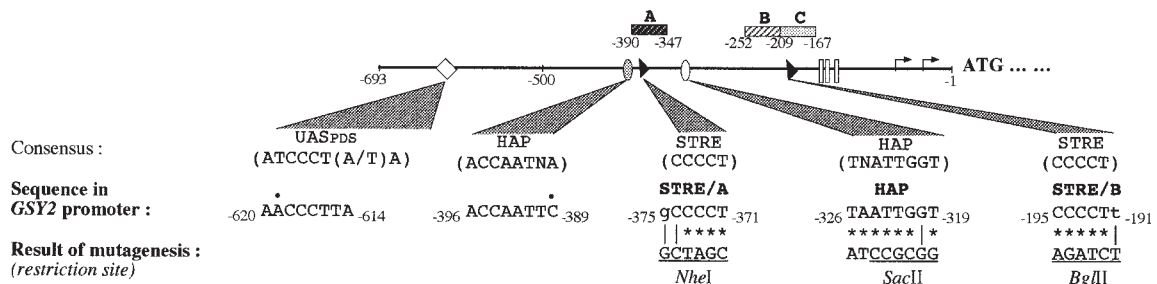 A B C
-390 -347 -252 -209 -167
-693 -500 -1 ATG ... ...
UASPDS HAP STRE HAP STRE
Consensus : (ATCCCT(A/T)A) (ACCAATNA) (CCCCT) (TNATTGGT) (CCCCT)
Sequence in STRE/A HAP STRE/B
GSY2 promoter : -620 AACCCTTA -614 -396 ACCAATTC -389 -375 gCCCCT -371 -326 TAATTGGT -319 -195 CCCCTt -191
||**** ******|* *****|
Result of mutagenesis : GCTAGC ATCCGCGG AGATCT
(restriction site) NheI SacII BglII